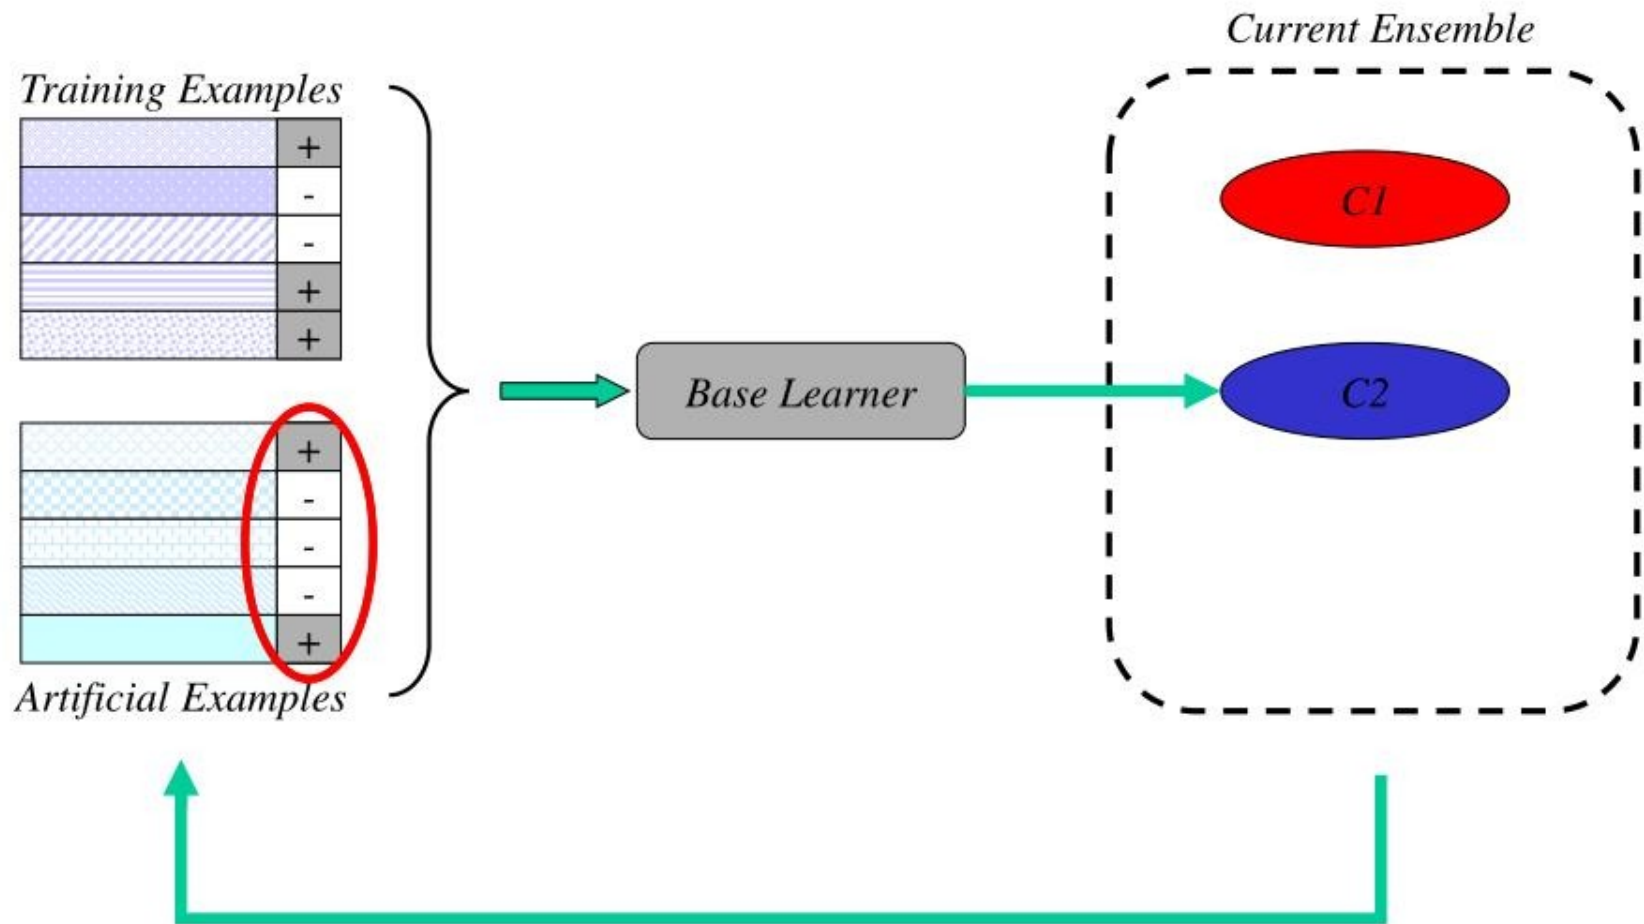 Current Ensemble
Training Examples
+
-
-
+
+
C1
Base Learner
C2
+
-
-
-
+
Artificial Examples